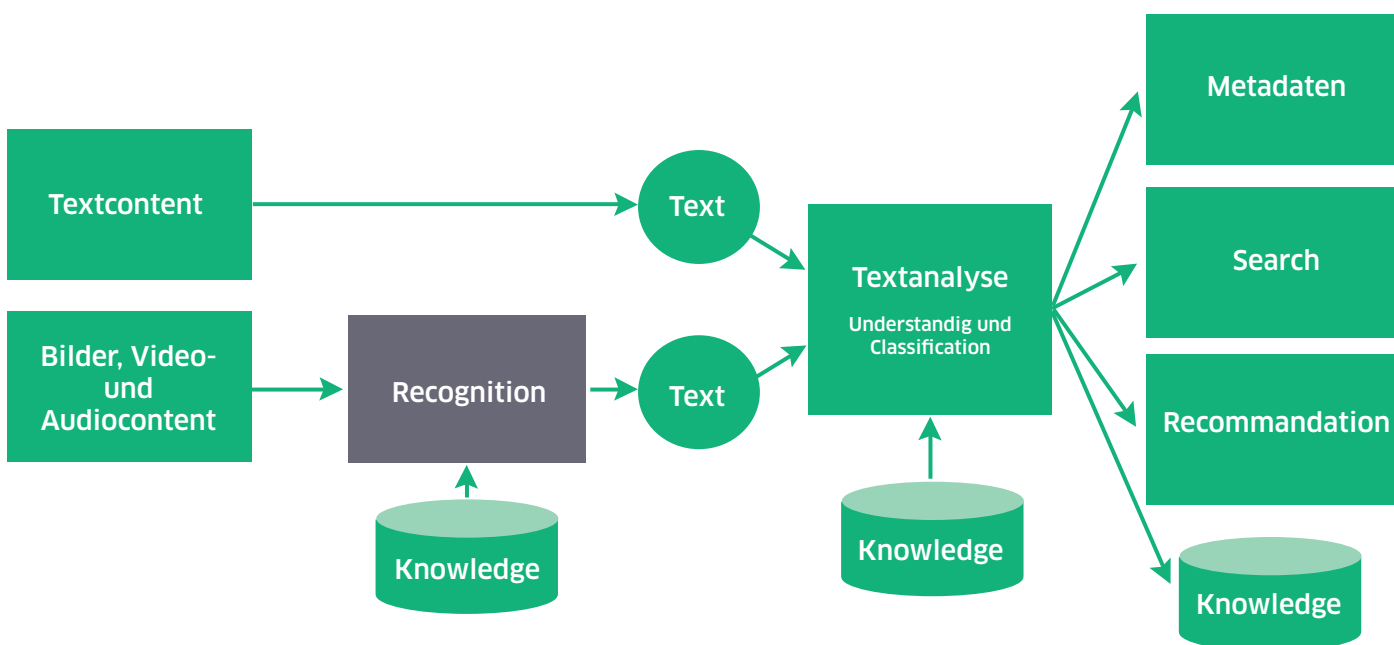 Metadaten
Textcontent
Text
Search
Textanalyse
Understandig und
Classification
Bilder, Video-
und
Audiocontent
Recognition
Text
Recommandation
Knowledge
Knowledge
Knowledge